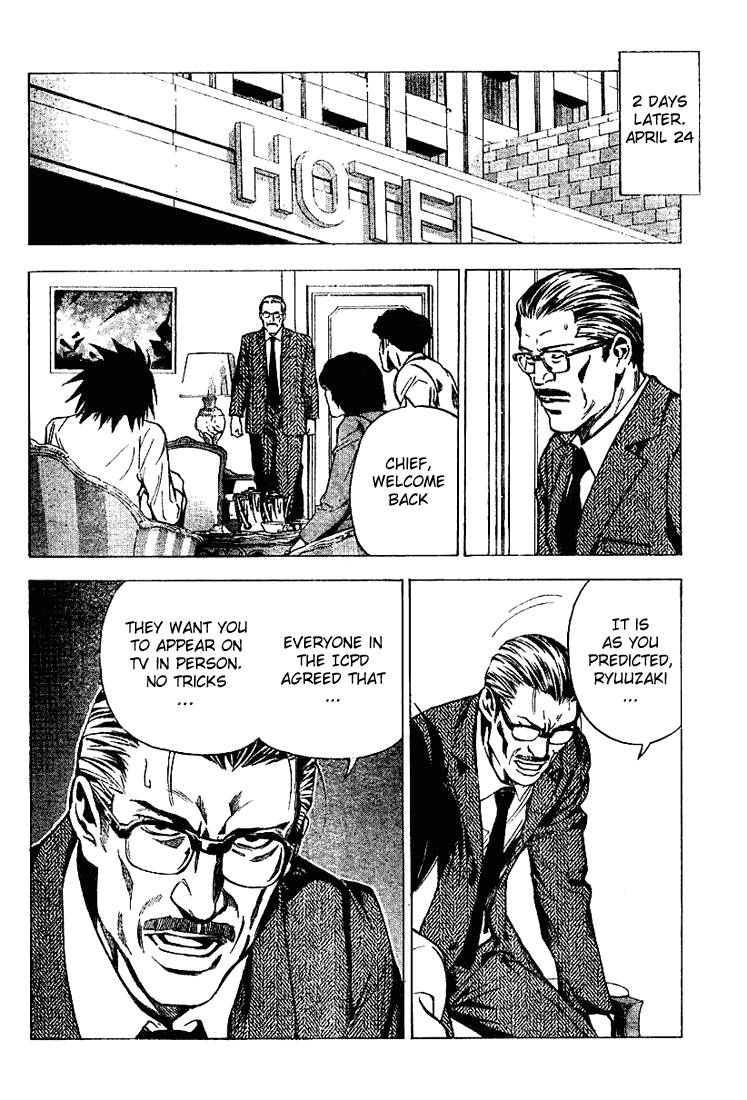 2 DAYS
LATER.
APRIL 24
HOTEL
CHIEF,
WELCOME
BACK
IT IS
AS YOU
PREDICTED,
RYUUZAKI
...
EVERYONE IN
THE ICPD
AGREED THAT
...
THEY WANT YOU
TO APPEAR ON
TV IN PERSON.
NO TRICKS
...